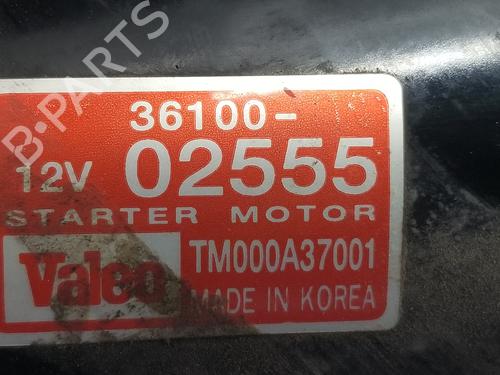 B-PARTS
36100-
12V 02555
STARTER MOTOR
Valeo TM000A37001
MADE IN KOREA